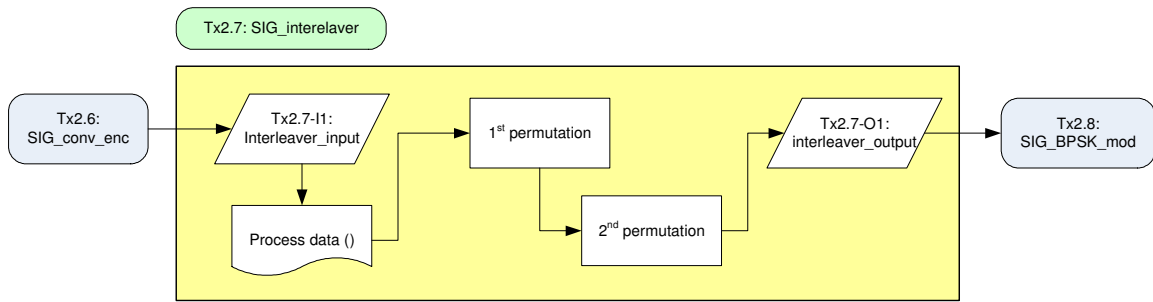 Tx2.7: SIG_interelaver
Tx2.6:
SIG_conv_enc
Tx2.7-I1:
Interleaver_input
Process data ()
1st permutation
2nd permutation
Tx2.7-O1:
interleaver_output
Tx2.8:
SIG_BPSK_mod